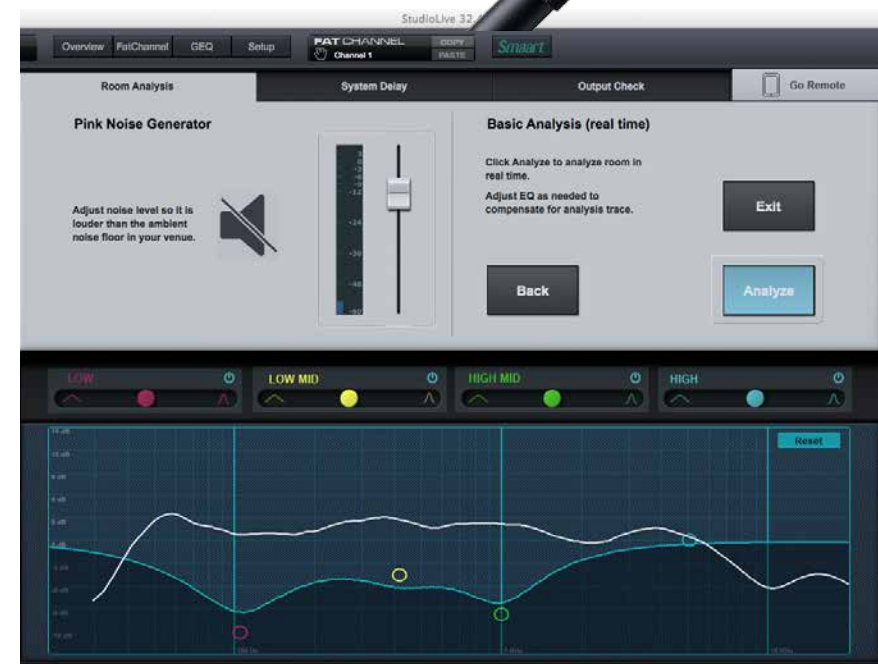 StudioLive 32.
Overview
FatChannel
GEQ
Setup
FAT CHANNEL
Channel 1
COPY
PASTE
Smaart
Room Analysis
System Delay
Output Check
Go Remote
Pink Noise Generator
Adjust noise level so it is
louder than the ambient
noise floor in your venue.
-12
-24
Basic Analysis (real time)
Click Analyze to analyze room in
real time.
Adjust EQ as needed to
compensate for analysis trace.
Exit
Back
Analyze
LOW
LOW MID
HIGH MID
HIGH
Reset